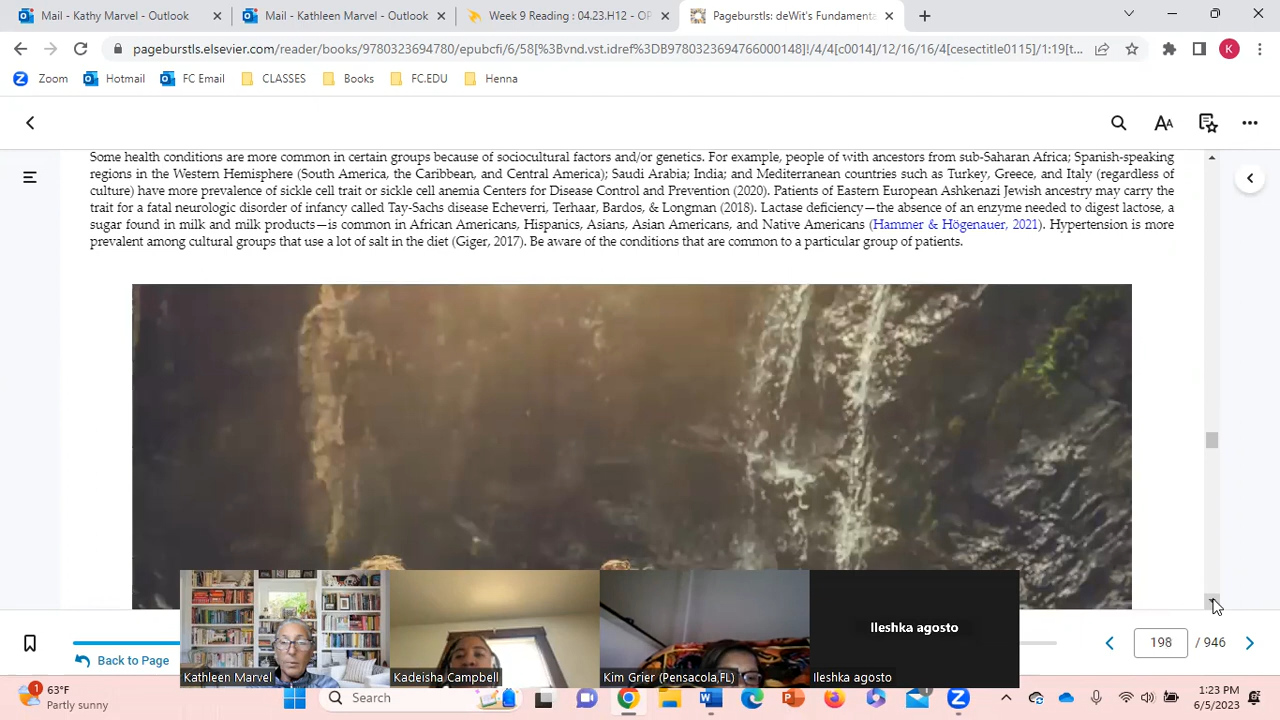 Mail - Kathy Marvel - Outlook
Mail - Kathleen Marvel - Outlook
Week 9 Reading : 04.23.H12 - OP
Pageburstls: deWit's Fundament
pageburstls.elsevier.com/reader/books/9780323694780/epubcfi/6/58[%3Bvnd.vst.idref%3DB9780323694766000148]!/4/4[c0014]/12/16/16/4[cesectitle0115]/1:19[t...
K
Zoom
Hotmail
FC Email
CLASSES
Books
FC.EDU
Henna
Some health conditions are more common in certain groups because of sociocultural factors and/or genetics. For example, people of with ancestors from sub-Saharan Africa; Spanish-speaking
regions in the Western Hemisphere (South America, the Caribbean, and Central America); Saudi Arabia; India; and Mediterranean countries such as Turkey, Greece, and Italy (regardless of
culture) have more prevalence of sickle cell trait or sickle cell anemia Centers for Disease Control and Prevention (2020). Patients of Eastern European Ashkenazi Jewish ancestry may carry the
trait for a fatal neurologic disorder of infancy called Tay-Sachs disease Echeverri, Terhaar, Bardos, & Longman (2018). Lactase deficiency—the absence of an enzyme needed to digest lactose, a
sugar found in milk and milk products—is common in African Americans, Hispanics, Asians, Asian Americans, and Native Americans (Hammer & Högenauer, 2021). Hypertension is more
prevalent among cultural groups that use a lot of salt in the diet (Giger, 2017). Be aware of the conditions that are common to a particular group of patients.
Ileshka agosto
Kathleen Marvel
Kadeisha Campbell
Kim Grier (Pensacola,FL)
Ileshka agosto
Back to Page
198 / 946
1
63°F
Partly sunny
Search
1
1:23 PM
6/5/2023